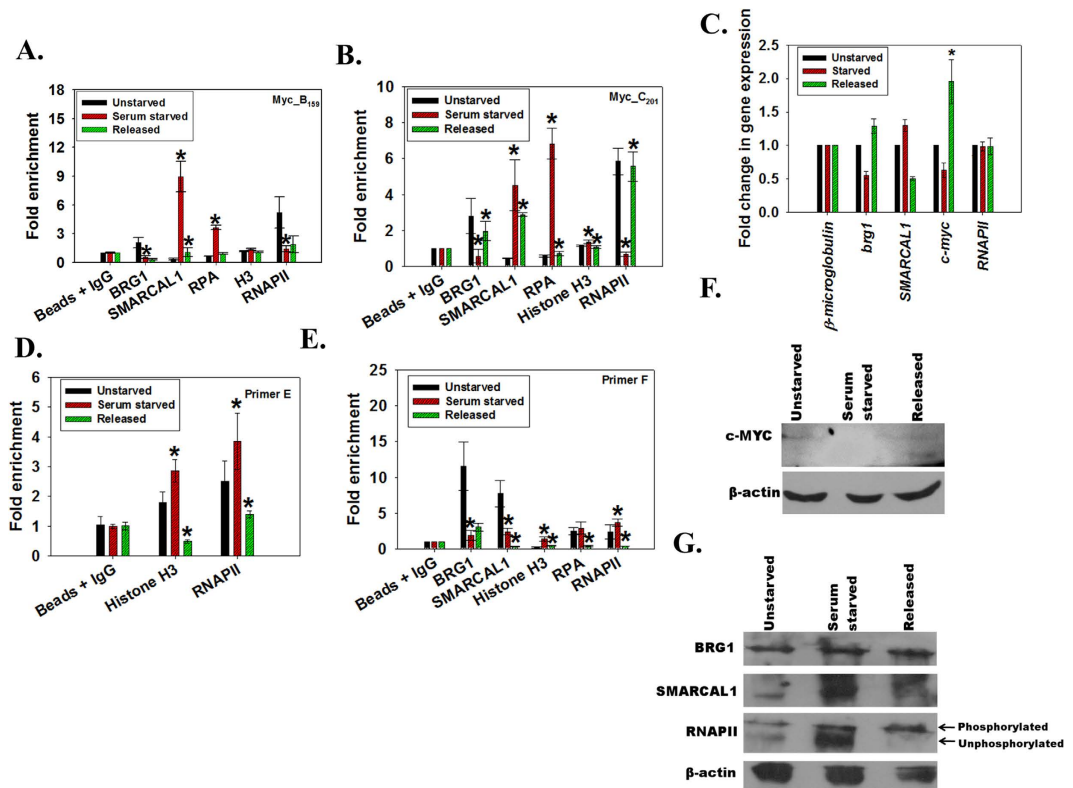 A.
Fold enrichment
18
15
12
9
6
3
0
Unstarved
Serum starved
Released
Myc_B159
*
*
*
*
*
Beads + IgG
BRG1
SMARCAL1
RPA
H3
RNAPII
B.
Fold enrichment
10
8
6
4
2
0
Unstarved
Serum starved
Released
Myc_C201
*
*
*
*
*
*
*
*
*
*
Beads + IgG
BRG1
SMARCAL1
RPA
Histone H3
RNAPII
C.
Fold change in gene expression
2.5
2.0
1.5
1.0
0.5
0.0
Unstarved
Starved
Released
*
β-microglobulin
brg1
SMARCAL1
c-myc
RNAPII
D.
Fold enrichment
6
5
4
3
2
1
0
Unstarved
Serum starved
Released
Primer E
*
*
*
*
Beads + IgG
Histone H3
RNAPII
E.
Fold enrichment
25
20
15
10
5
0
Unstarved
Serum starved
Released
Primer F
*
*
*
*
*
*
*
*
Beads + IgG
BRG1
SMARCAL1
Histone H3
RPA
RNAPII
F.
Unstarved
Serum
starved
Released
c-MYC
β-actin
G.
Unstarved
Serum
starved
Released
BRG1
SMARCAL1
RNAPII
Phosphorylated
Unphosphorylated
β-actin